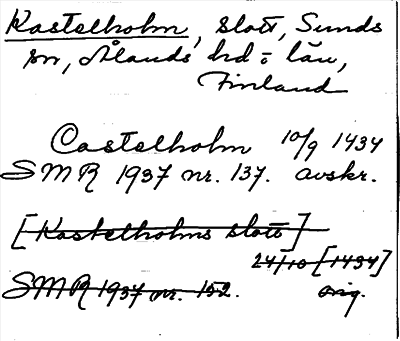 Kastelholm, slott, Sunds
sn, Ålands hd o län,
Finland
Castelholm 10/9 1434
SMR 1937 nr. 137. avskr.
[Kastelholms slott]
24/10 [1434]
SMR 1937 nr. 152. orig.